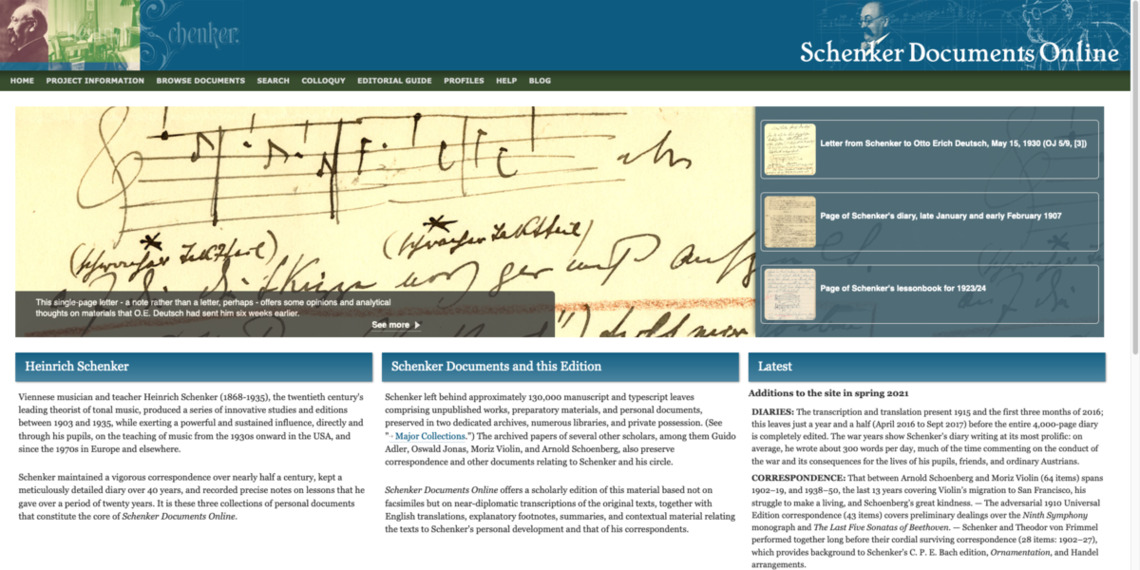 Schenker.
Schenker Documents Online
HOME PROJECT INFORMATION BROWSE DOCUMENTS SEARCH COLLOQUY EDITORIAL GUIDE PROFILES HELP BLOG
This single-page letter - a note rather than a letter, perhaps - offers some opinions and analytical
thoughts on materials that O.E. Deutsch had sent him six weeks earlier.
See more
Letter from Schenker to Otto Erich Deutsch, May 15, 1930 (OJ 5/9, [3])
Page of Schenker's diary, late January and early February 1907
Page of Schenker's lessonbook for 1923/24
Heinrich Schenker
Viennese musician and teacher Heinrich Schenker (1868-1935), the twentieth century's
leading theorist of tonal music, produced a series of innovative studies and editions
between 1903 and 1935, while exerting a powerful and sustained influence, directly and
through his pupils, on the teaching of music from the 1930s onward in the USA, and
since the 1970s in Europe and elsewhere.
Schenker maintained a vigorous correspondence over nearly half a century, kept a
meticulously detailed diary over 40 years, and recorded precise notes on lessons that he
gave over a period of twenty years. It is these three collections of personal documents
that constitute the core of Schenker Documents Online.
Schenker Documents and this Edition
Schenker left behind approximately 130,000 manuscript and typescript leaves
comprising unpublished works, preparatory materials, and personal documents,
preserved in two dedicated archives, numerous libraries, and private possession. (See
"Major Collections.") The archived papers of several other scholars, among them Guido
Adler, Oswald Jonas, Moriz Violin, and Arnold Schoenberg, also preserve
correspondence and other documents relating to Schenker and his circle.
Schenker Documents Online offers a scholarly edition of this material based not on
facsimiles but on near-diplomatic transcriptions of the original texts, together with
English translations, explanatory footnotes, summaries, and contextual material relating
the texts to Schenker's personal development and that of his correspondents.
Latest
Additions to the site in spring 2021
DIARIES: The transcription and translation present 1915 and the first three months of 2016;
this leaves just a year and a half (April 2016 to Sept 2017) before the entire 4,000-page diary
is completely edited. The war years show Schenker's diary writing at its most prolific: on
average, he wrote about 300 words per day, much of the time commenting on the conduct of
the war and its consequences for the lives of his pupils, friends, and ordinary Austrians.
CORRESPONDENCE: That between Arnold Schoenberg and Moriz Violin (64 items) spans
1902–19, and 1938–50, the last 13 years covering Violin's migration to San Francisco, his
struggle to make a living, and Schoenberg's great kindness. — The adversarial 1910 Universal
Edition correspondence (43 items) covers preliminary dealings over the Ninth Symphony
monograph and The Last Five Sonatas of Beethoven. — Schenker and Theodor von Frimmel
performed together long before their cordial surviving correspondence (28 items: 1902–27),
which provides background to Schenker's C. P. E. Bach edition, Ornamentation, and Handel
arrangements.